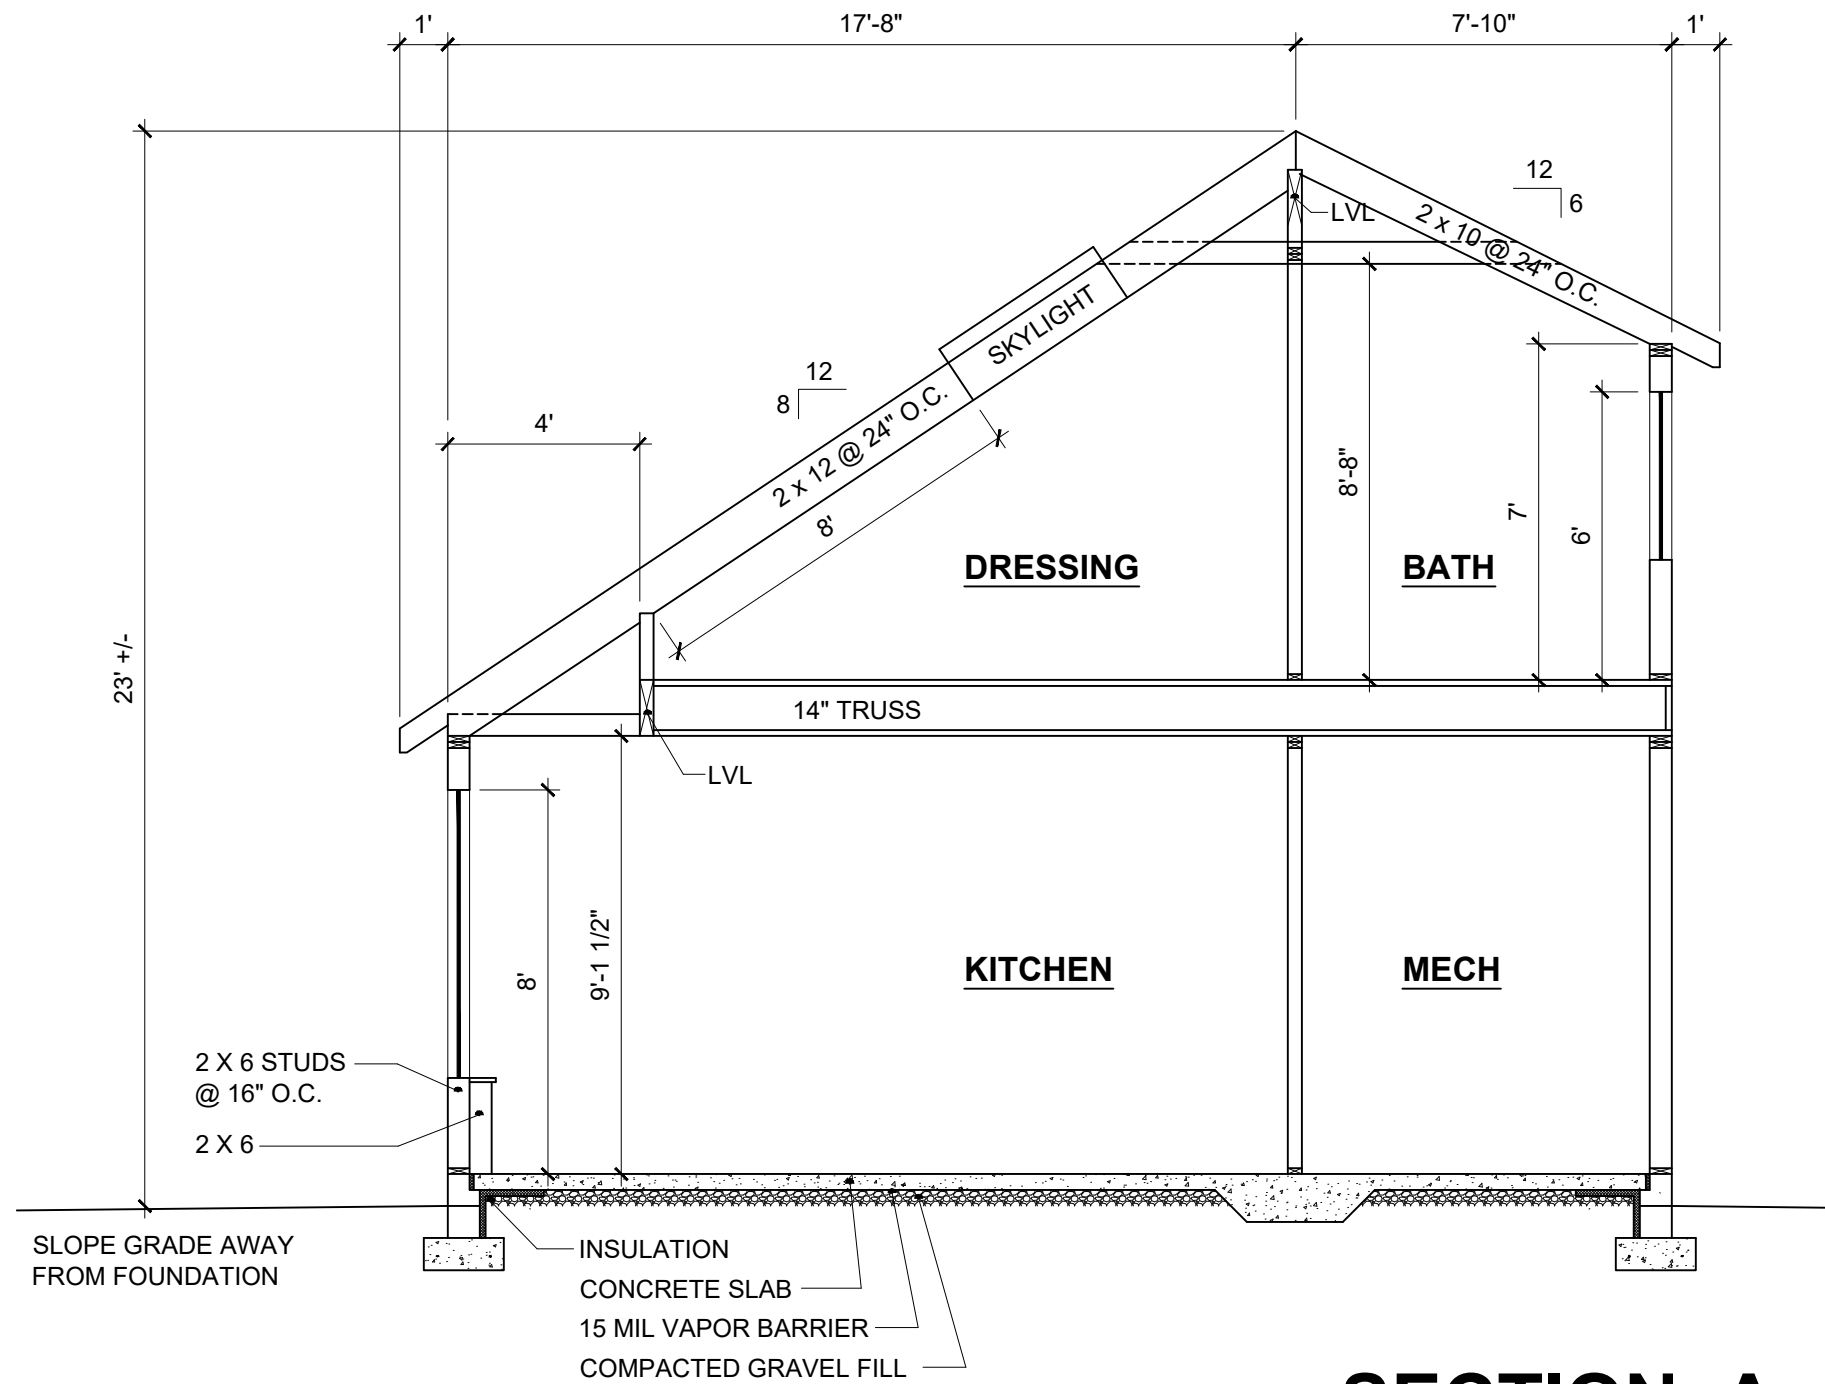 1'
17'-8"
7'-10"
1'
12
6
LVL
2 x 10 @ 24" O.C.
SKYLIGHT
12
8
2 x 12 @ 24" O.C.
4'
8'
8'-8"
7'
6'
DRESSING
BATH
23' +/-
14" TRUSS
LVL
8'
9'-1 1/2"
KITCHEN
MECH
2 X 6 STUDS
@ 16" O.C.
2 X 6
SLOPE GRADE AWAY
FROM FOUNDATION
INSULATION
CONCRETE SLAB
15 MIL VAPOR BARRIER
COMPACTED GRAVEL FILL
SECTION A